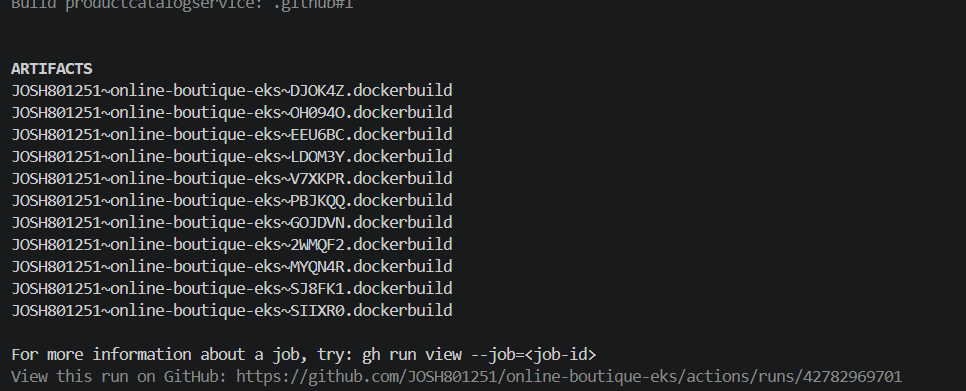 Build productcatalogservice: .github#1
ARTIFACTS
JOSH801251~online-boutique-eks~DJOK4Z.dockerbuild
JOSH801251~online-boutique-eks~OH094O.dockerbuild
JOSH801251~online-boutique-eks~EEU6BC.dockerbuild
JOSH801251~online-boutique-eks~LDOM3Y.dockerbuild
JOSH801251~online-boutique-eks~V7XKPR.dockerbuild
JOSH801251~online-boutique-eks~PBJKQQ.dockerbuild
JOSH801251~online-boutique-eks~GOJDVN.dockerbuild
JOSH801251~online-boutique-eks~2WMQF2.dockerbuild
JOSH801251~online-boutique-eks~MYQN4R.dockerbuild
JOSH801251~online-boutique-eks~SJ8FK1.dockerbuild
JOSH801251~online-boutique-eks~SIIXR0.dockerbuild
For more information about a job, try: gh run view --job=<job-id>
View this run on GitHub: https://github.com/JOSH801251/online-boutique-eks/actions/runs/42782969701